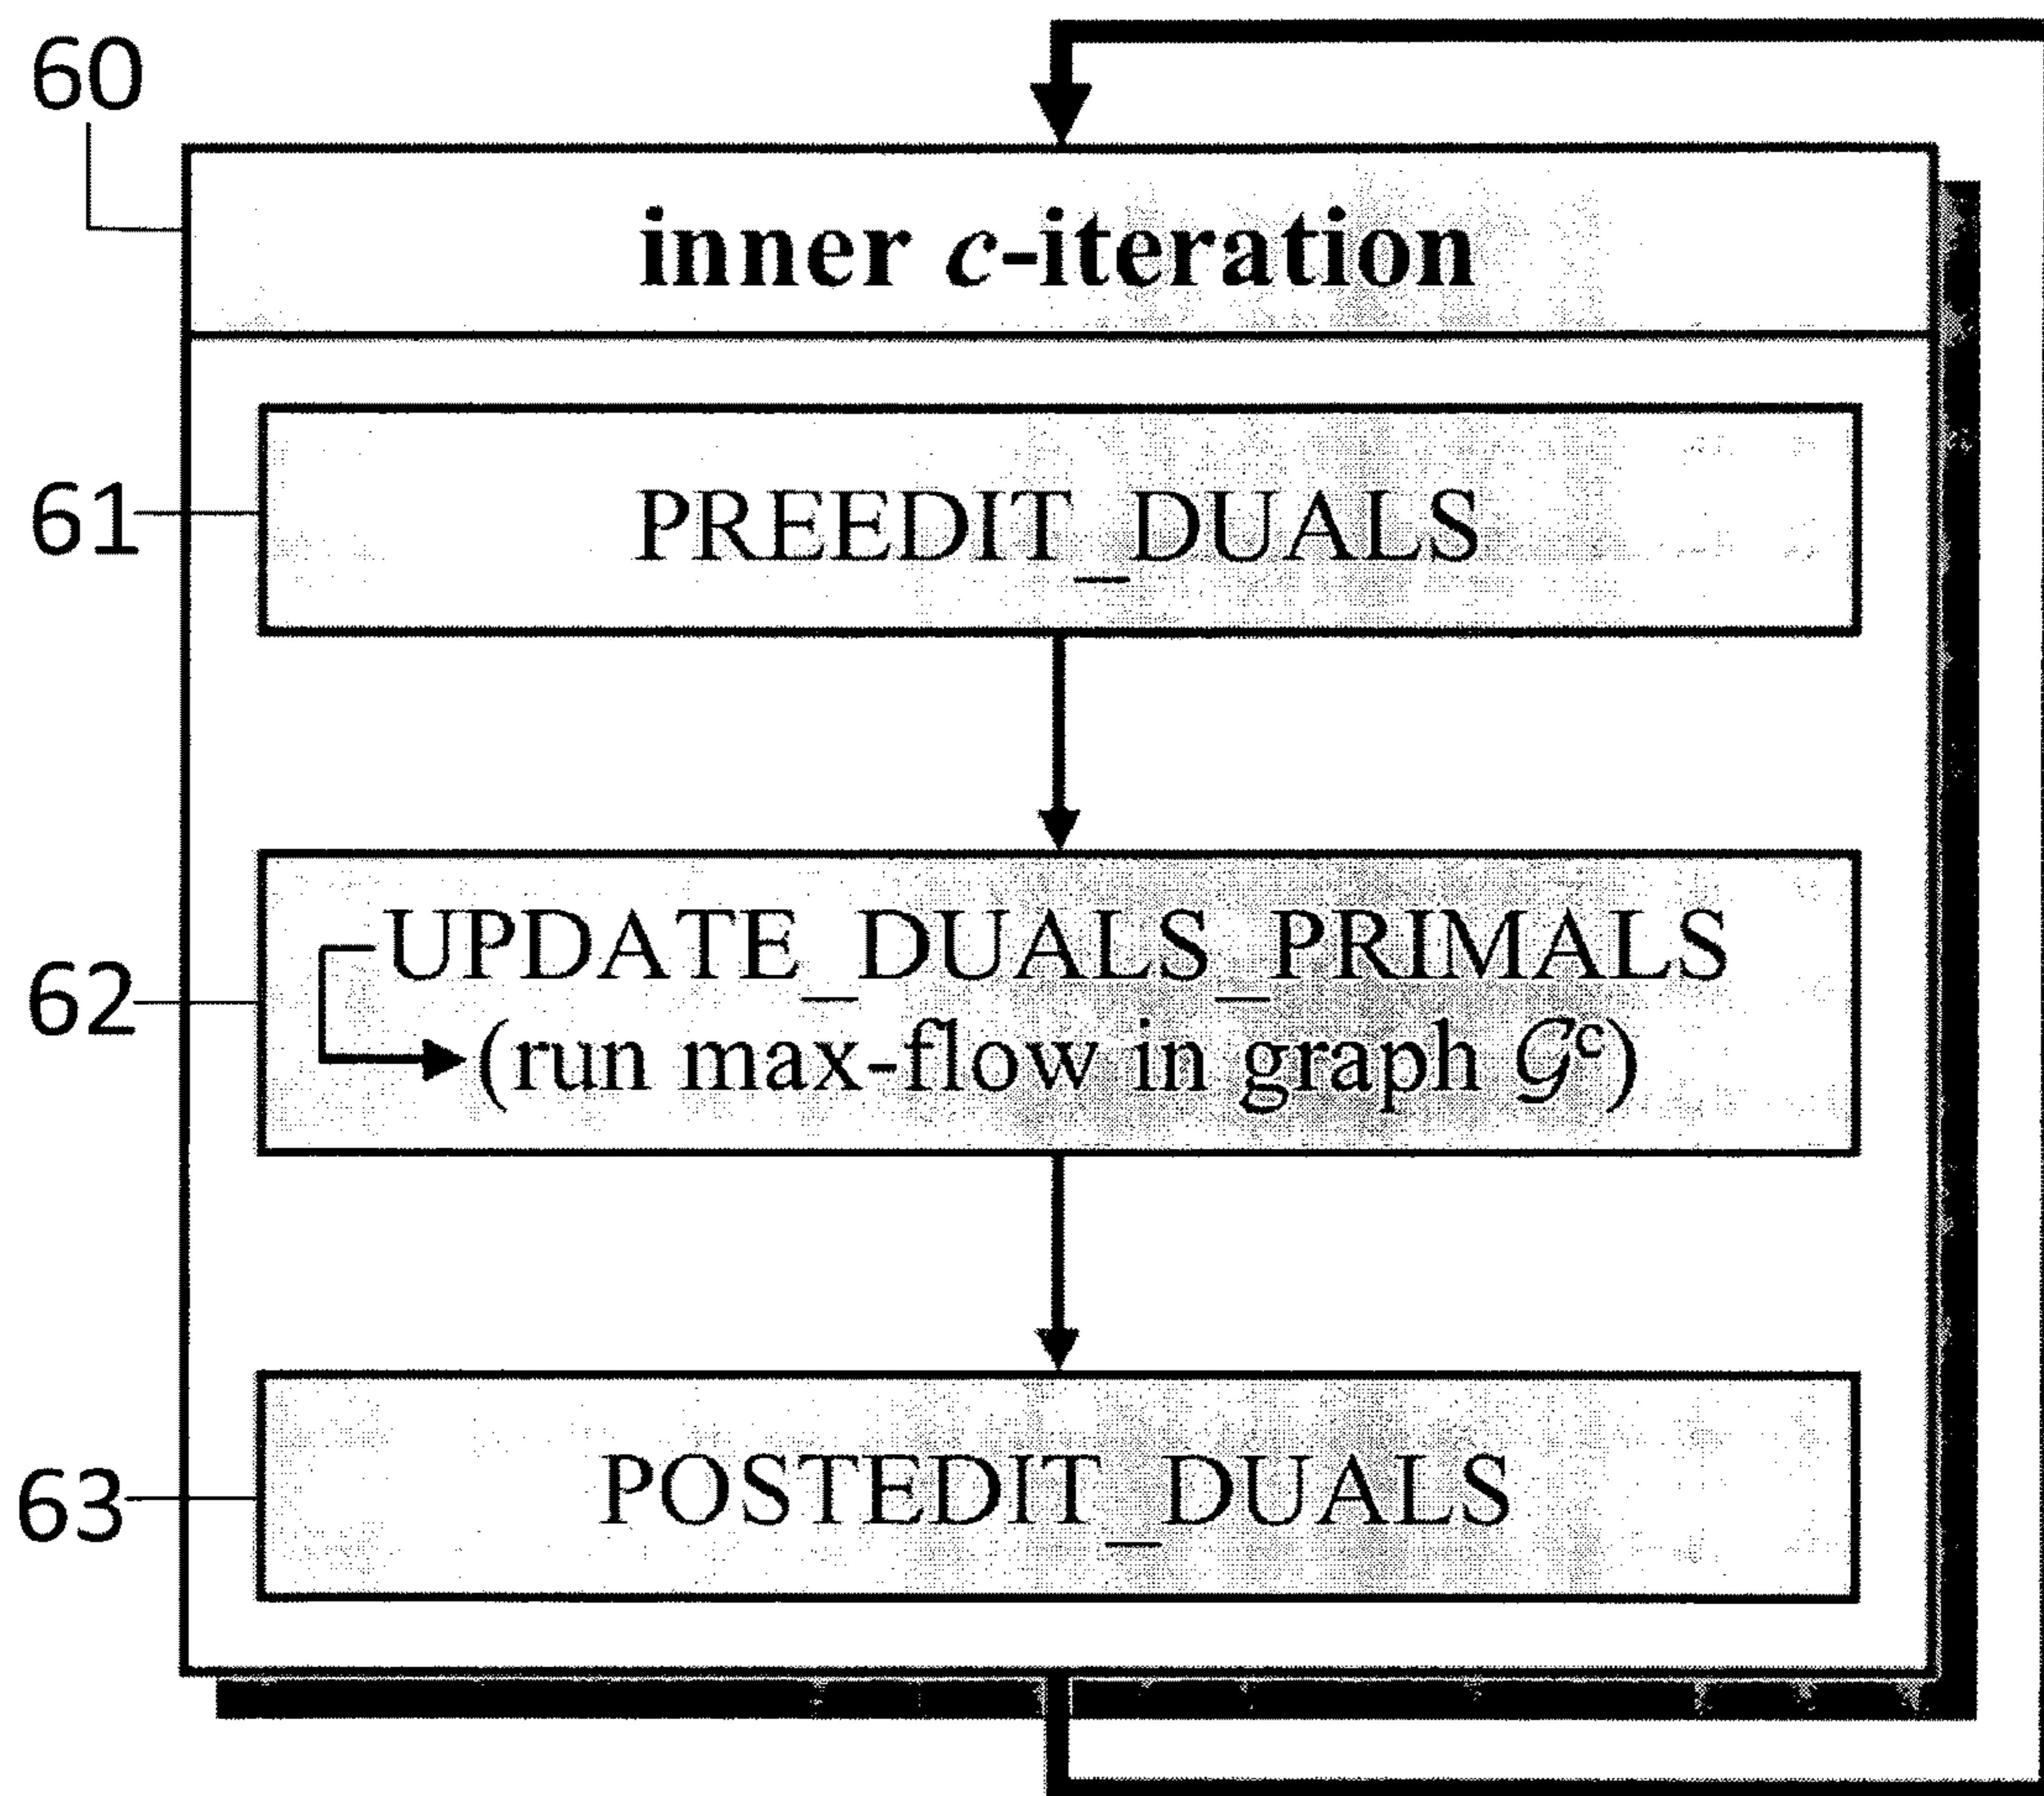 60
inner c-iteration
61
PREEDIT_DUALS
62
UPDATE_DUALS_PRIMALS
(run max-flow in graph 𝒢ᶜ)
63
POSTEDIT_DUALS